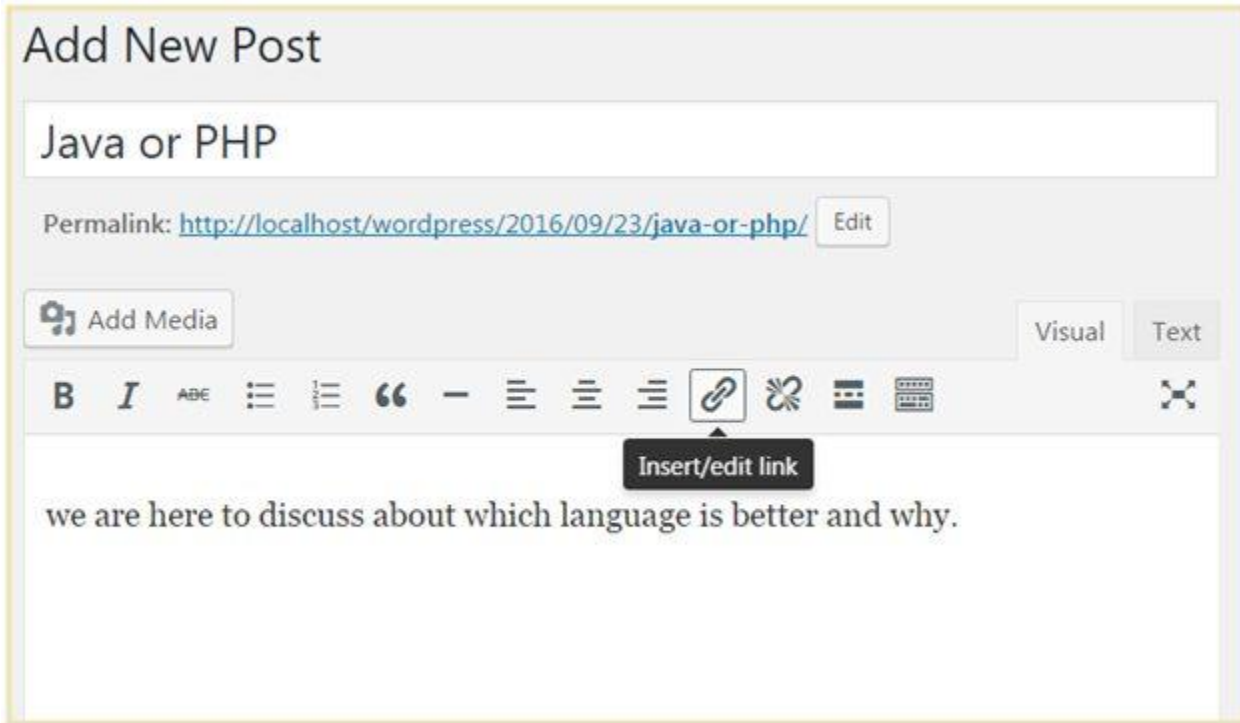 Add New Post
Java or PHP
Permalink: http://localhost/wordpress/2016/09/23/java-or-php/ Edit
Add Media
Visual Text
B I ABC
Insert/edit link
we are here to discuss about which language is better and why.